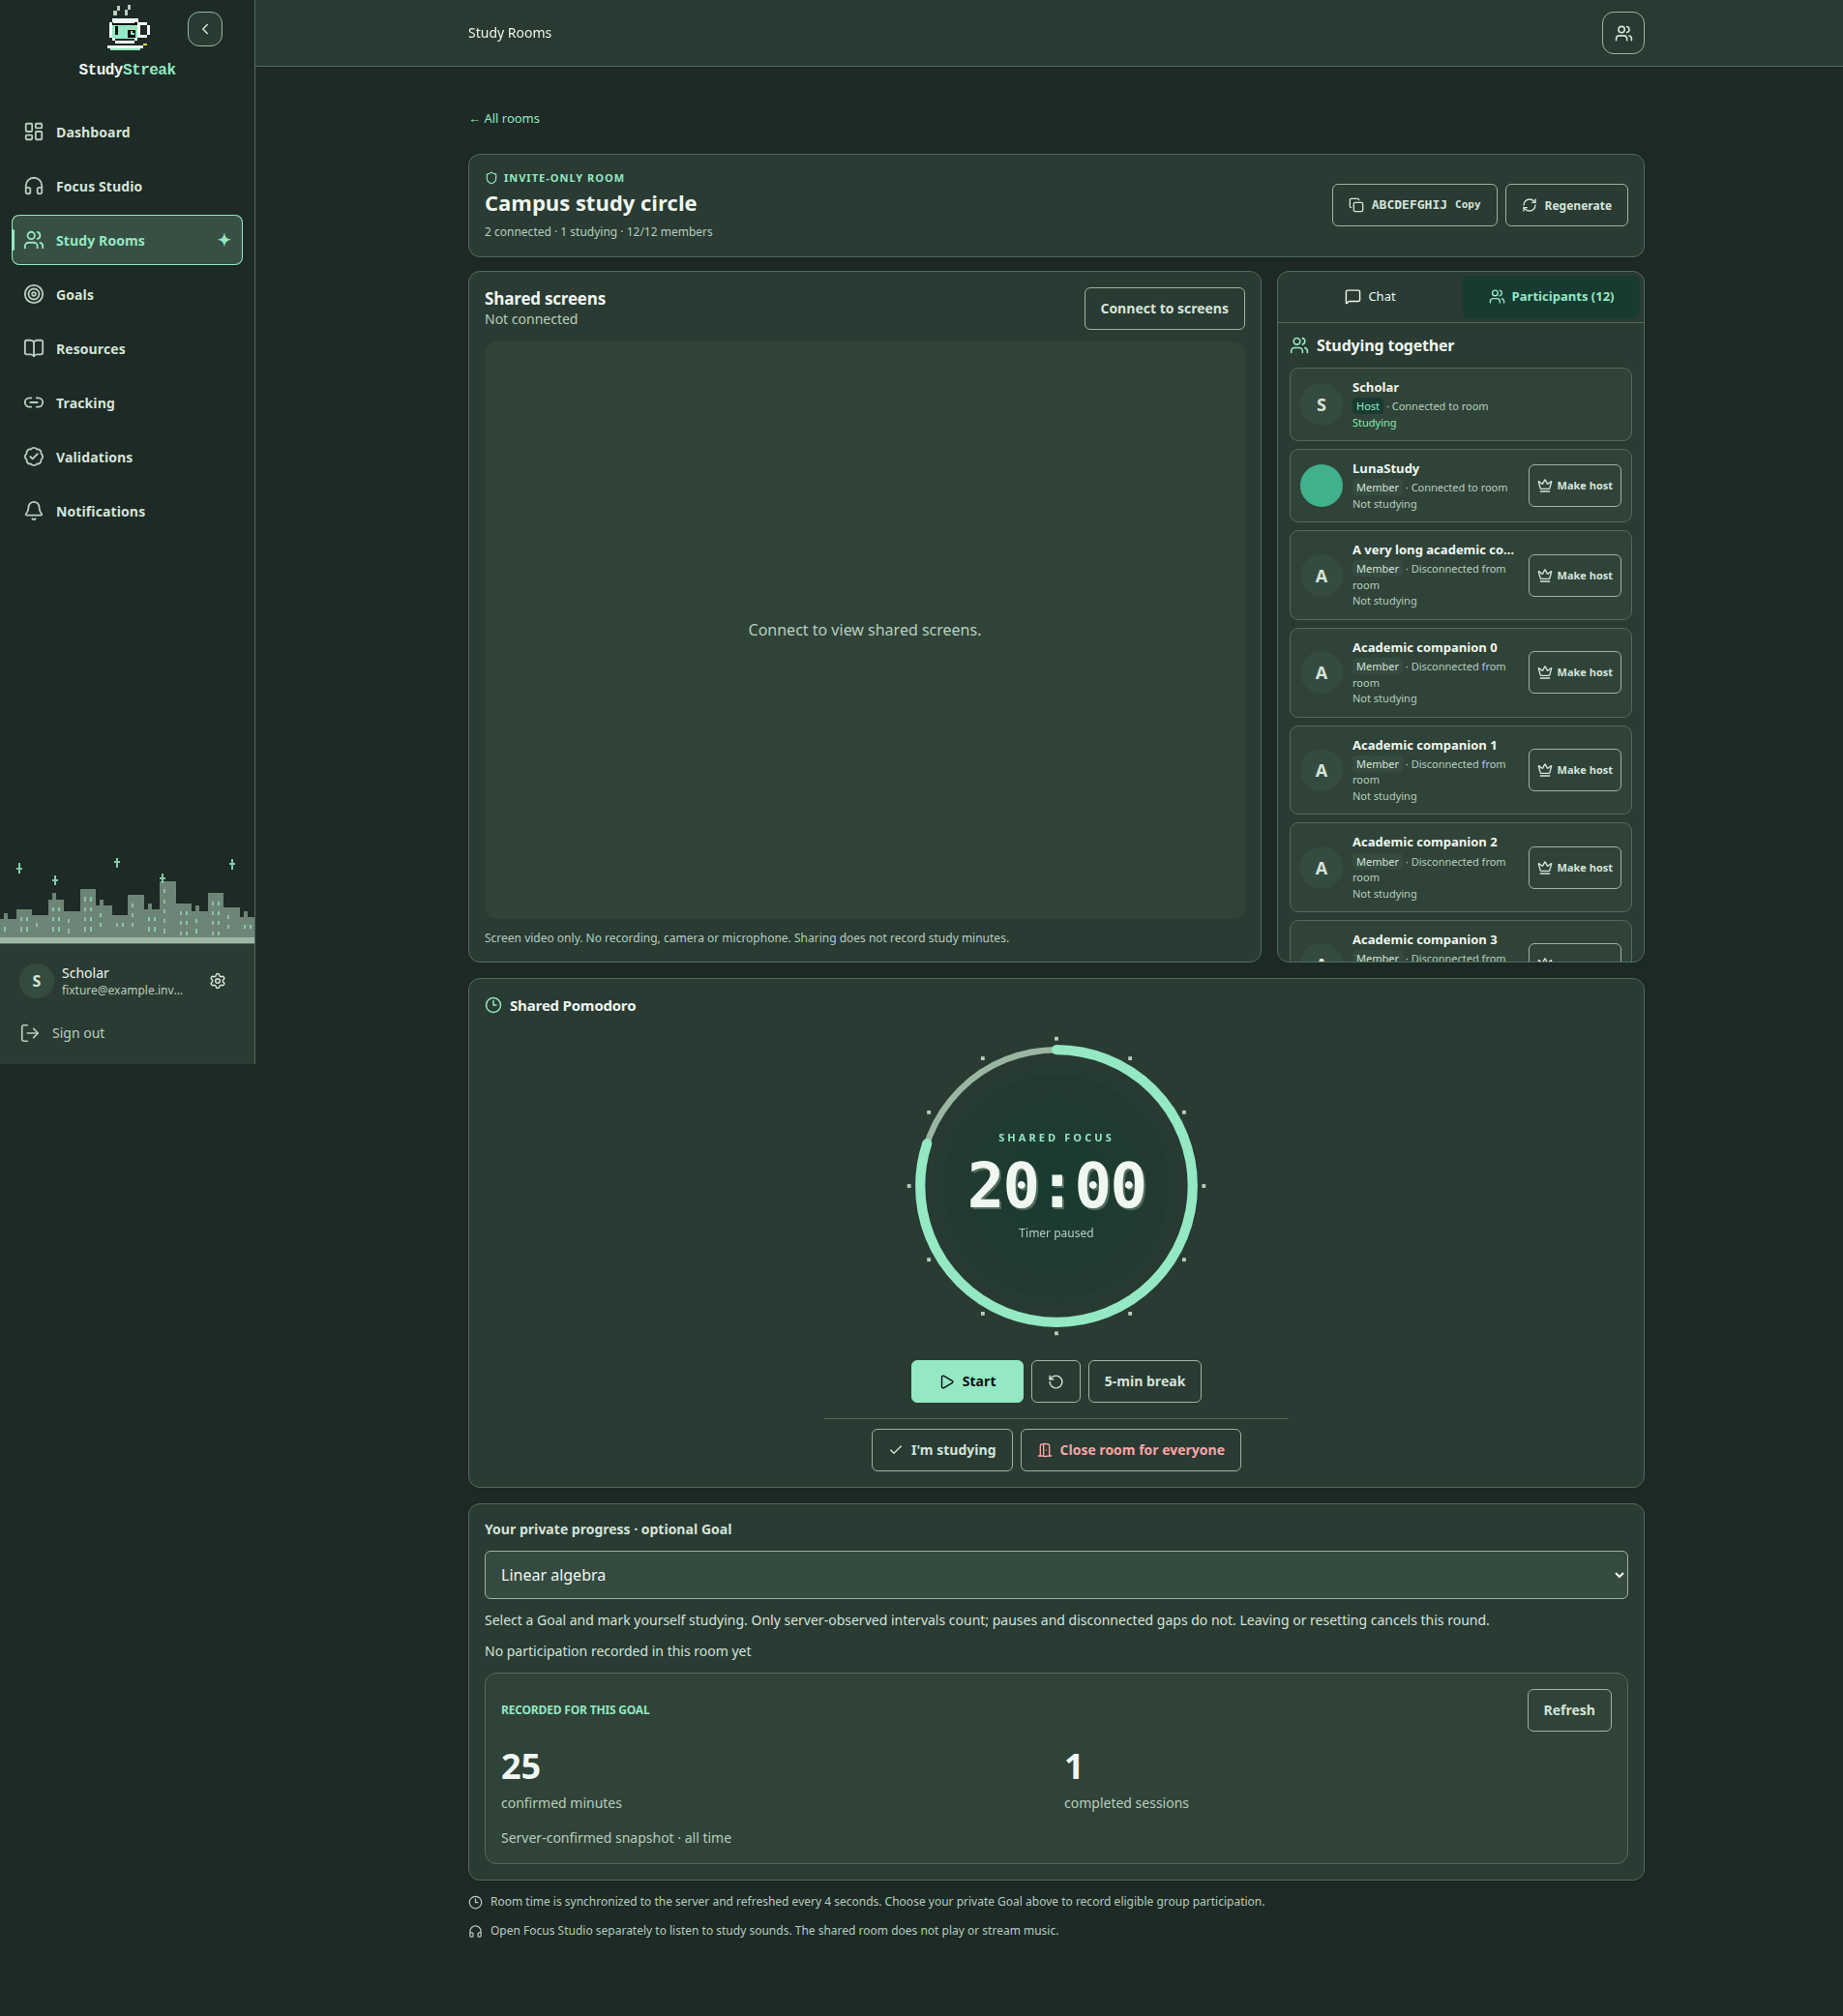 StudyStreak
Dashboard
Focus Studio
Study Rooms
Goals
Resources
Tracking
Validations
Notifications
S
Scholar
fixture@example.inv...
Sign out
Study Rooms
← All rooms
INVITE-ONLY ROOM
Campus study circle
2 connected · 1 studying · 12/12 members
ABCDEFGHIJ Copy
Regenerate
Shared screens
Not connected
Connect to screens
Connect to view shared screens.
Screen video only. No recording, camera or microphone. Sharing does not record study minutes.
Chat
Participants (12)
Studying together
S
Scholar
Host · Connected to room
Studying
LunaStudy
Member · Connected to room
Not studying
Make host
A
A very long academic co...
Member · Disconnected from
room
Not studying
Make host
A
Academic companion 0
Member · Disconnected from
room
Not studying
Make host
A
Academic companion 1
Member · Disconnected from
room
Not studying
Make host
A
Academic companion 2
Member · Disconnected from
room
Not studying
Make host
Academic companion 3
Member · Disconnected from
Shared Pomodoro
SHARED FOCUS
20:00
Timer paused
Start
5-min break
I'm studying
Close room for everyone
Your private progress · optional Goal
Linear algebra
Select a Goal and mark yourself studying. Only server-observed intervals count; pauses and disconnected gaps do not. Leaving or resetting cancels this round.
No participation recorded in this room yet
RECORDED FOR THIS GOAL
Refresh
25
confirmed minutes
1
completed sessions
Server-confirmed snapshot · all time
Room time is synchronized to the server and refreshed every 4 seconds. Choose your private Goal above to record eligible group participation.
Open Focus Studio separately to listen to study sounds. The shared room does not play or stream music.